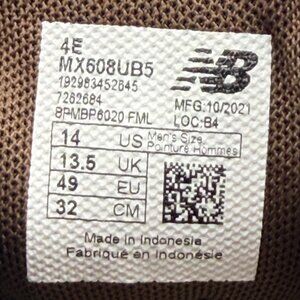 4E
MX608UB5
192983452645
7262684
BPMBP6020 FML
MFG:10/2021
LOC:B4
14 US Men's Size
Pointure Hommes
13.5 UK
49 EU
32 CM
Made in Indonesia
Fabriqué en Indonésie